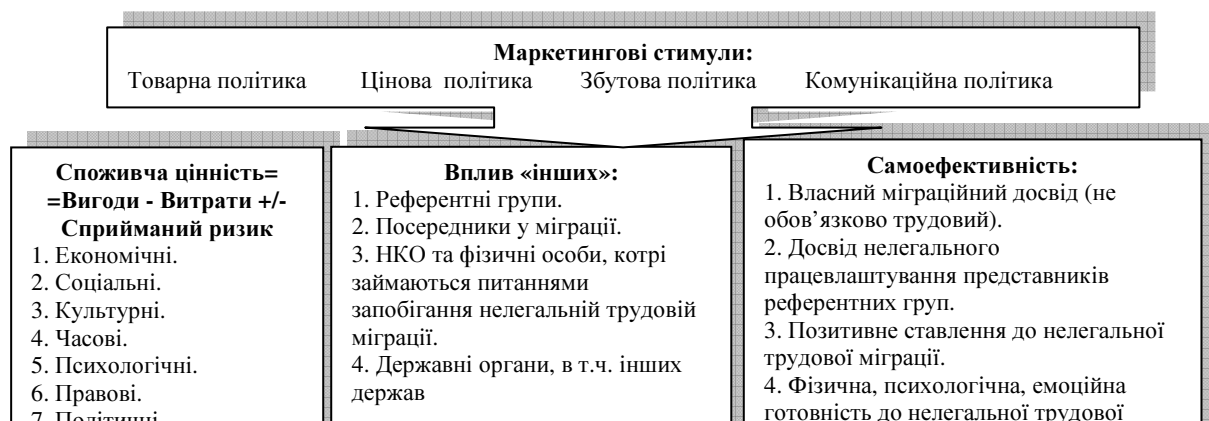 Маркетингові стимули:
Товарна політика Цінова політика Збутова політика Комунікаційна політика
Споживча цінність=
=Вигоди - Витрати +/-
Сприйманий ризик
1. Економічні.
2. Соціальні.
3. Культурні.
4. Часові.
5. Психологічні.
6. Правові.
7. Політичні
Вплив «інших»:
1. Референтні групи.
2. Посередники у міграції.
3. НКО та фізичні особи, котрі
займаються питаннями
запобігання нелегальній трудовій
міграції.
4. Державні органи, в т.ч. інших
держав
Самоефективність:
1. Власний міграційний досвід (не
обов’язково трудовий).
2. Досвід нелегального
працевлаштування представників
референтних груп.
3. Позитивне ставлення до нелегальної
трудової міграції.
4. Фізична, психологічна, емоційна
готовність до нелегальної трудової